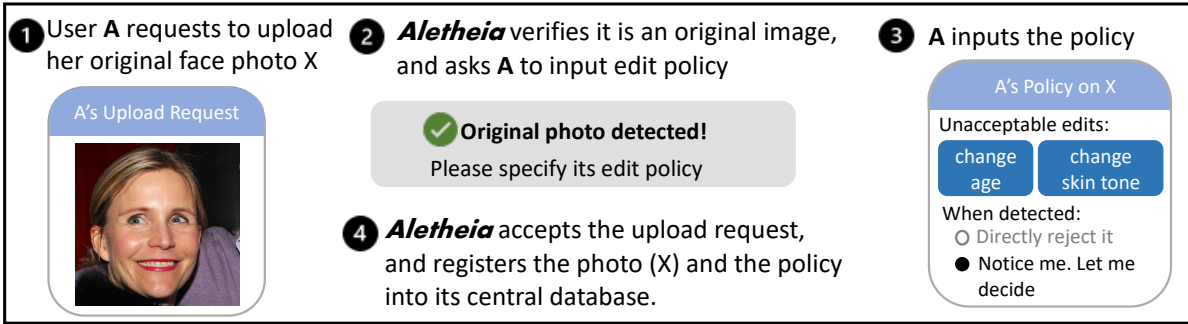 1 User A requests to upload
her original face photo X
A's Upload Request
2 Aletheia verifies it is an original image,
and asks A to input edit policy
Original photo detected!
Please specify its edit policy
3 A inputs the policy
A's Policy on X
Unacceptable edits:
change
age
change
skin tone
When detected:
Directly reject it
Notice me. Let me
decide
4 Aletheia accepts the upload request,
and registers the photo (X) and the policy
into its central database.